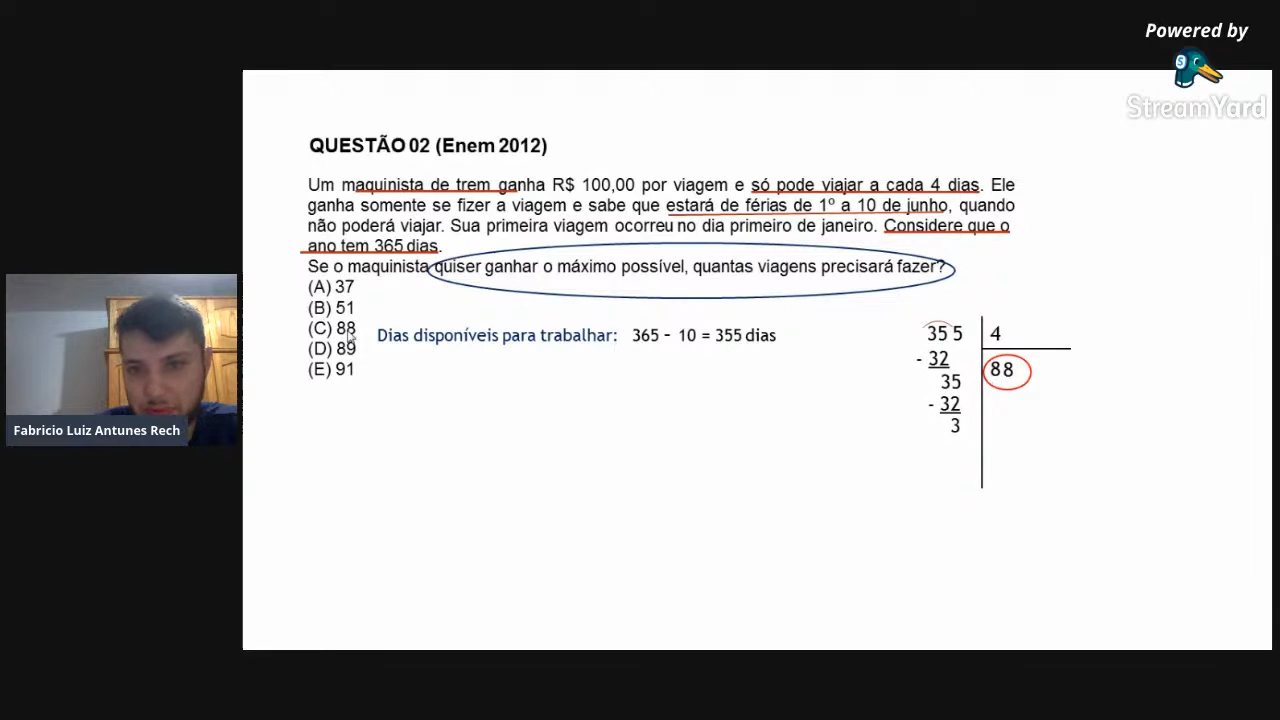 Powered by
StreamYard
QUESTÃO 02 (Enem 2012)
Um maquinista de trem ganha R$ 100,00 por viagem e só pode viajar a cada 4 dias. Ele
ganha somente se fizer a viagem e sabe que estará de férias de 1º a 10 de junho, quando
não poderá viajar. Sua primeira viagem ocorreu no dia primeiro de janeiro. Considere que o
ano tem 365 dias.
Se o maquinista quiser ganhar o máximo possível, quantas viagens precisará fazer?
(A) 37
(B) 51
(C) 88
(D) 89
(E) 91
Dias disponíveis para trabalhar: 365 - 10 = 355 dias
355 4
- 32 88
35
- 32
3
Fabricio Luiz Antunes Rech